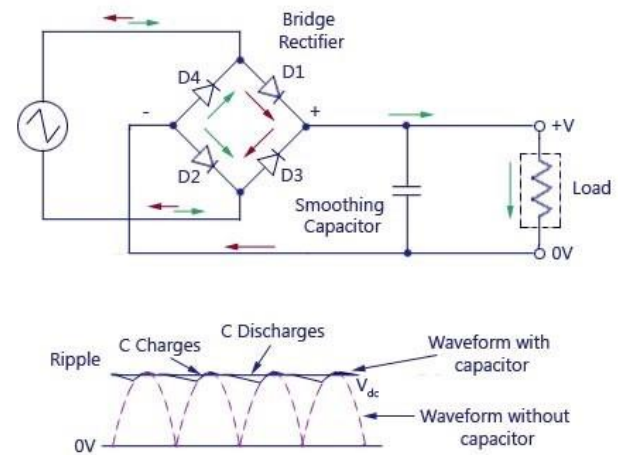 Bridge
Rectifier
D4
D1
-
+
D2
D3
+V
Smoothing
Capacitor
Load
0V
Ripple
C Charges
C Discharges
Waveform with
capacitor
Vdc
Waveform without
capacitor
0V